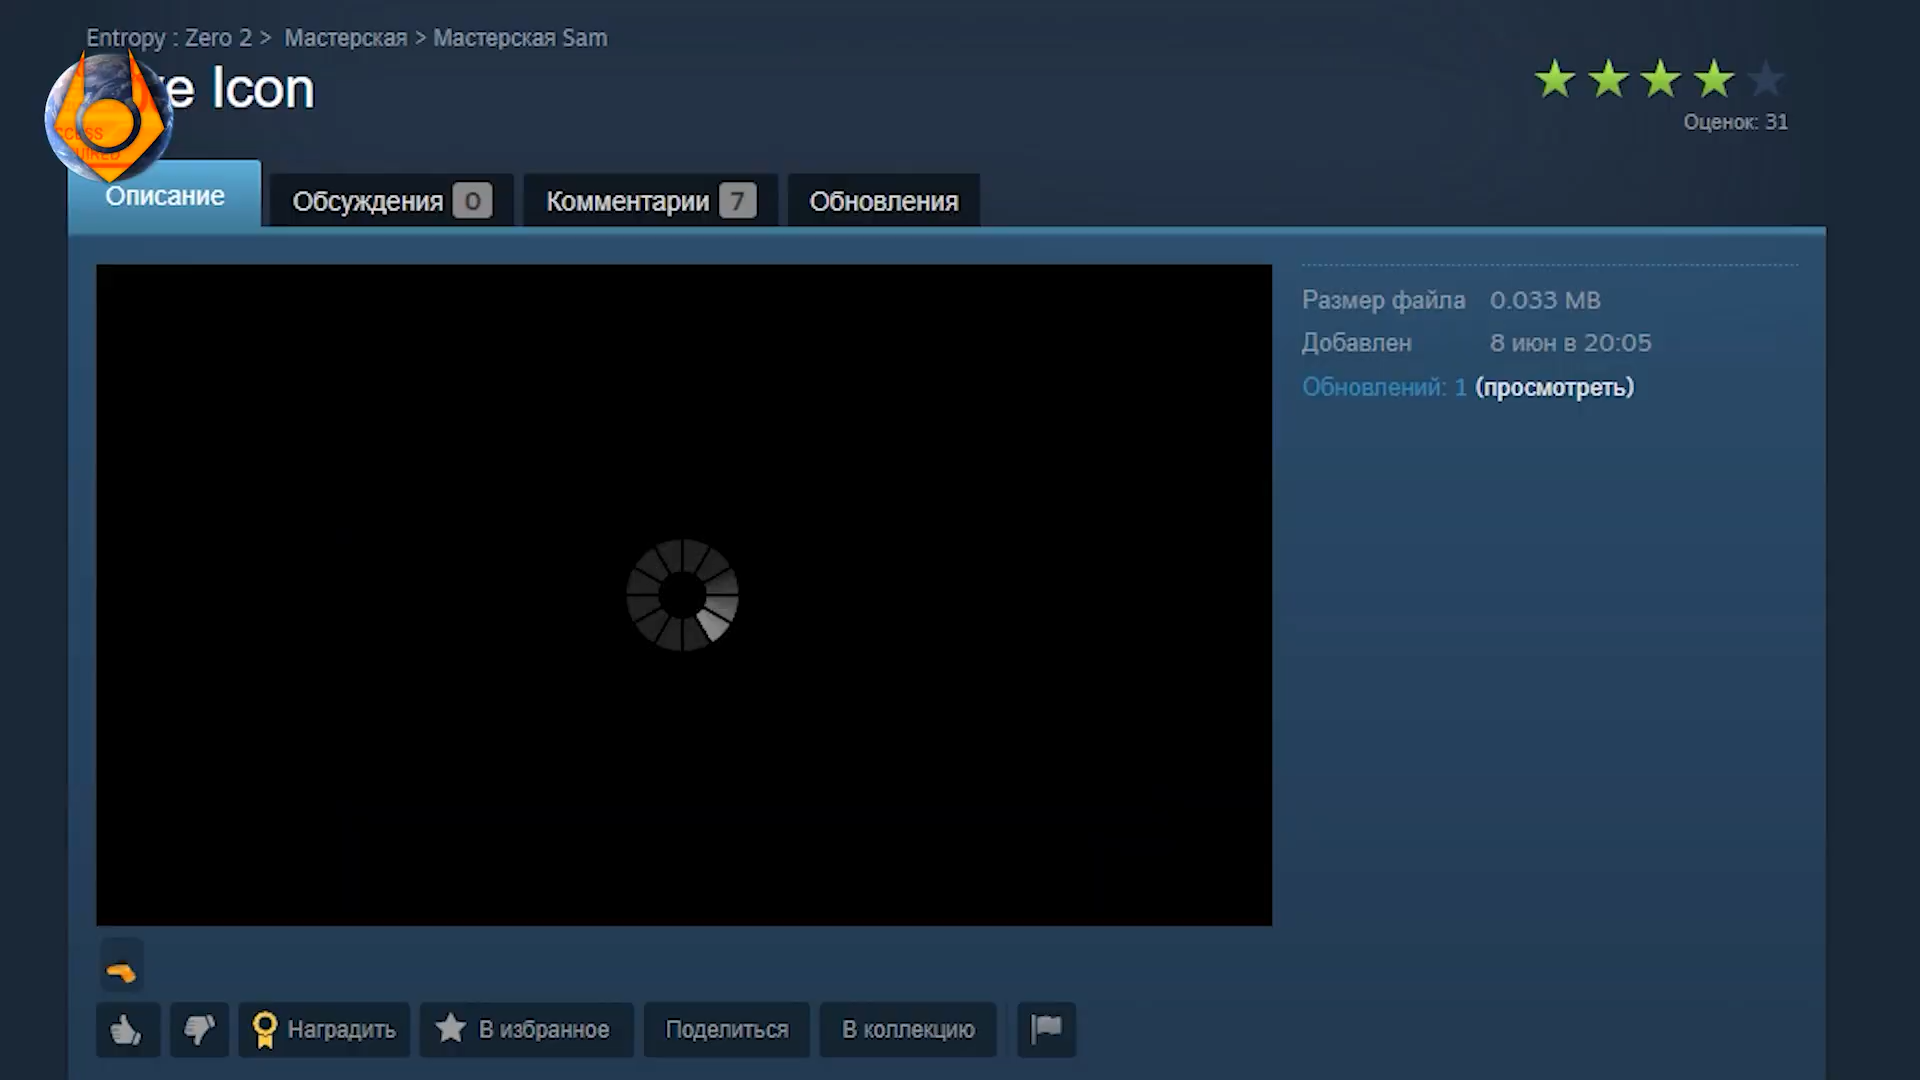 Entropy : Zero 2 > Мастерская > Мастерская Sam
Icon
Оценок: 31
Описание
Обсуждения 0
Комментарии 7
Обновления
Размер файла 0.033 MB
Добавлен 8 июн в 20:05
Обновлений: 1 (просмотреть)
Наградить
В избранное
Поделиться
В коллекцию